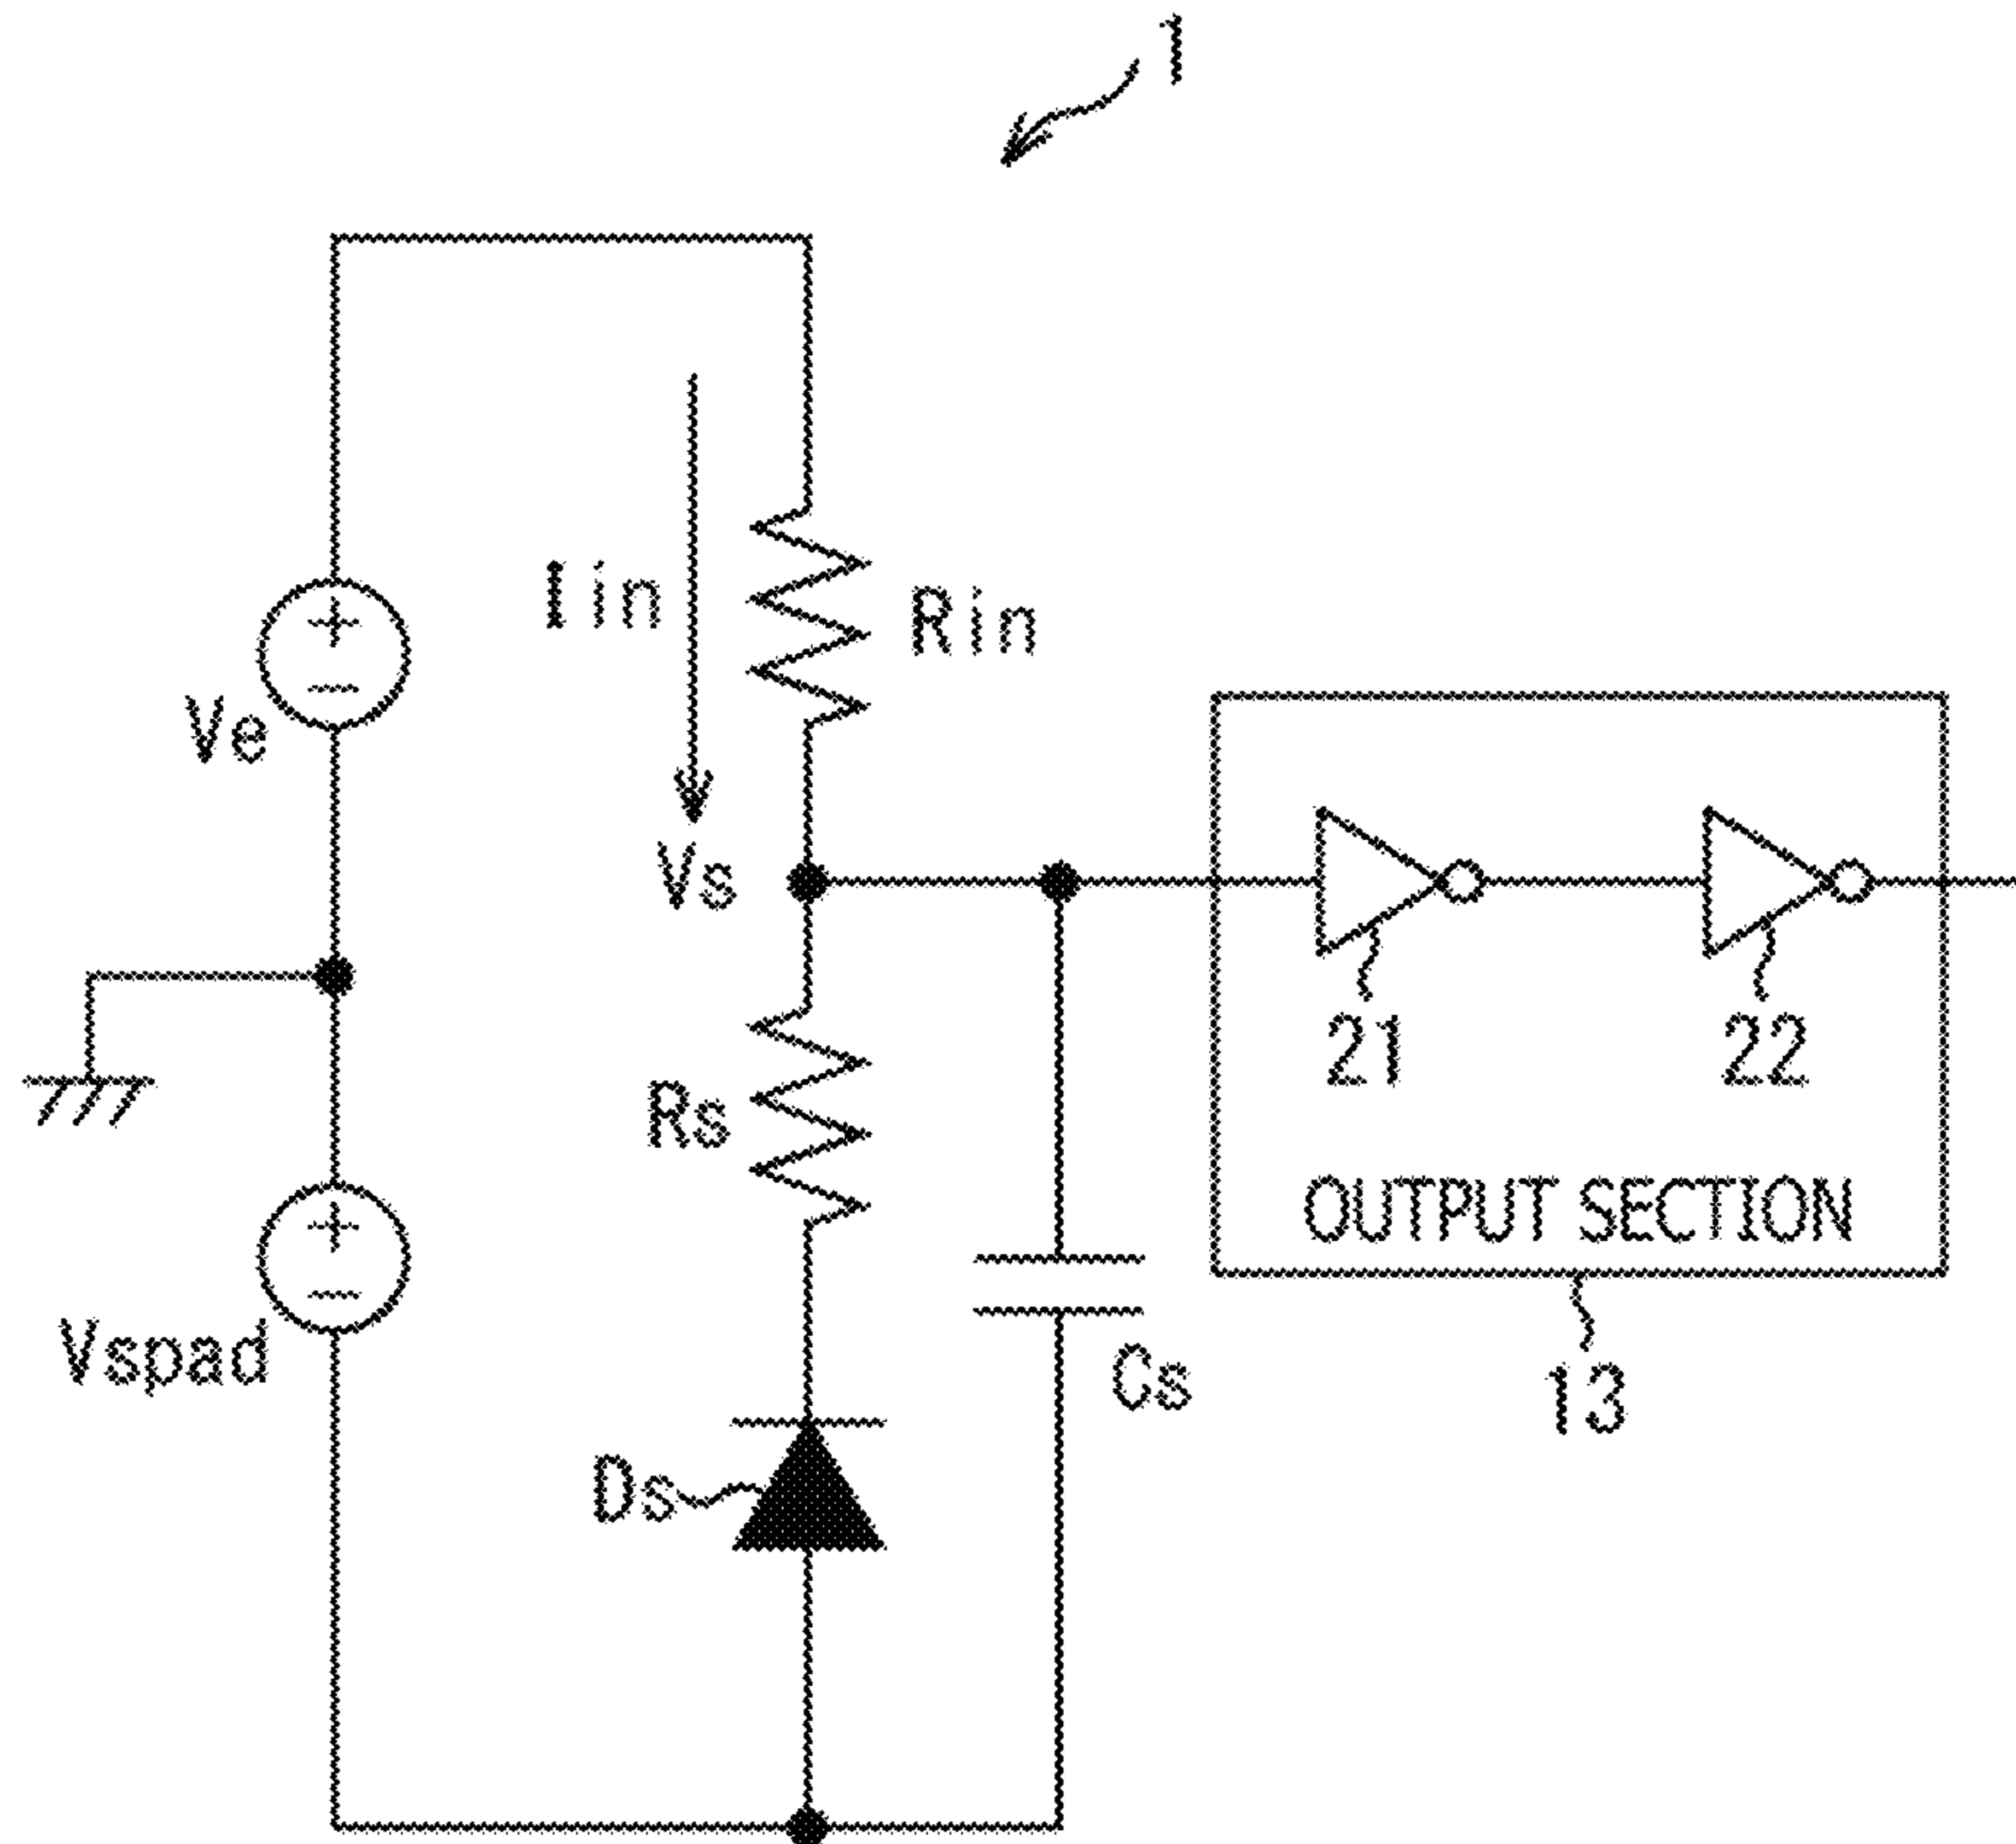 1
Iin
Rin
Ve
Vs
21
22
Rs
OUTPUT SECTION
Vspad
Cs
13
Ds